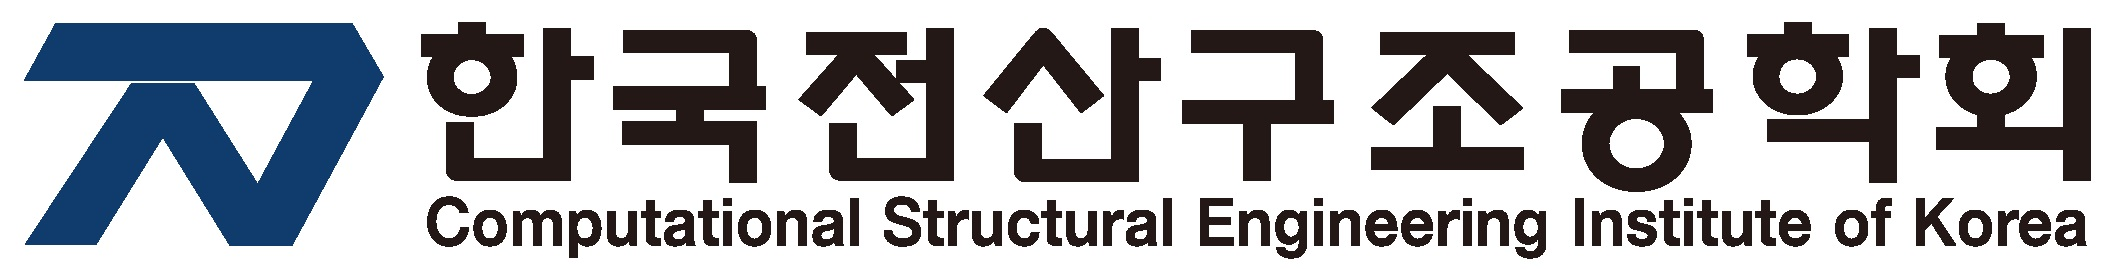 한국전산구조공학회
Computational Structural Engineering Institute of Korea